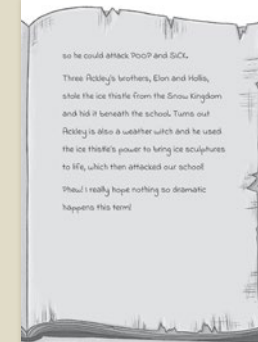 so he could attack POOP and SICK.
Three Ackley's brothers, Elon and Hollis,
stole the ice thistle from the Snow Kingdom
and hid it beneath the school. Turns out
Ackley is also a weather witch and he used
the ice thistle's power to bring ice sculptures
to life, which then attacked our school!
Phew! I really hope nothing so dramatic
happens this term!